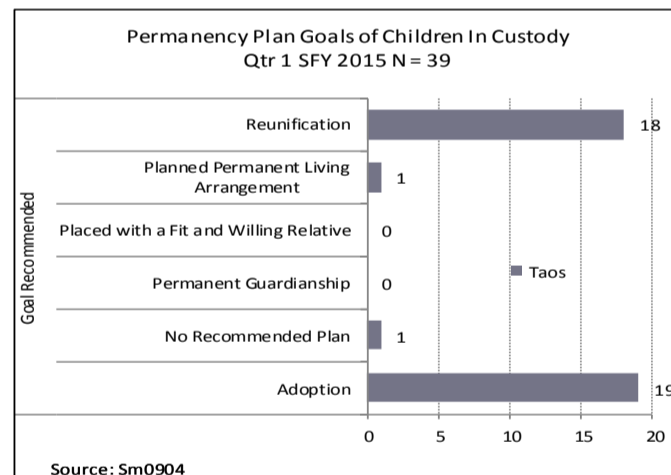 Permanency Plan Goals of Children In Custody
Qtr 1 SFY 2015 N = 39
Goal Recommended
Reunification
18
Planned Permanent Living
Arrangement
1
Placed with a Fit and Willing Relative
0
Permanent Guardianship
0
Taos
No Recommended Plan
1
Adoption
19
0 5 10 15 20
Source: Sm0904